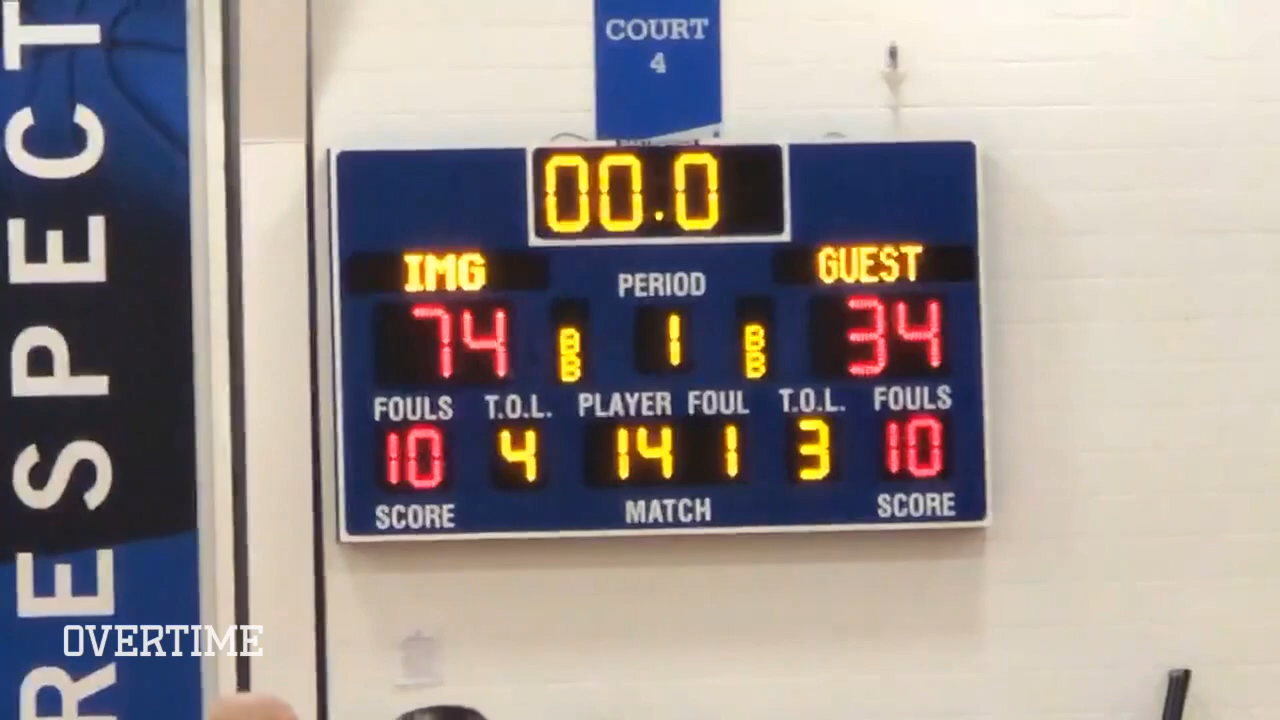 RESPECT
COURT
4
00.0
IMG
PERIOD
GUEST
74
B
B
1
B
B
34
FOULS
T.O.L.
PLAYER
FOUL
T.O.L.
FOULS
10
4
14
1
3
10
SCORE
MATCH
SCORE
OVERTIME